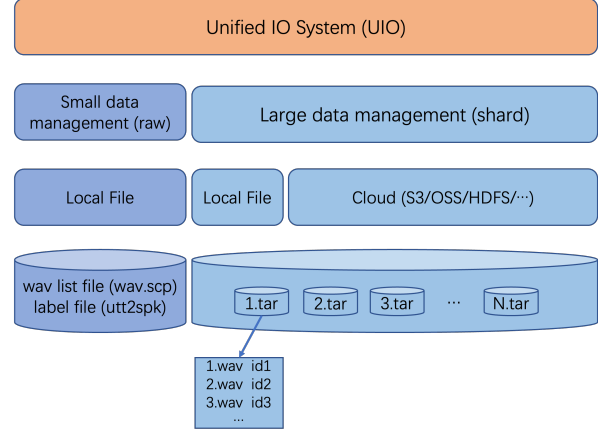 Unified IO System (UIO)
Small data
management (raw)
Large data management (shard)
Local File
Local File
Cloud (S3/OSS/HDFS/···)
wav list file (wav.scp)
label file (utt2spk)
1.tar
2.tar
3.tar
···
N.tar
1.wav id1
2.wav id2
3.wav id3
···